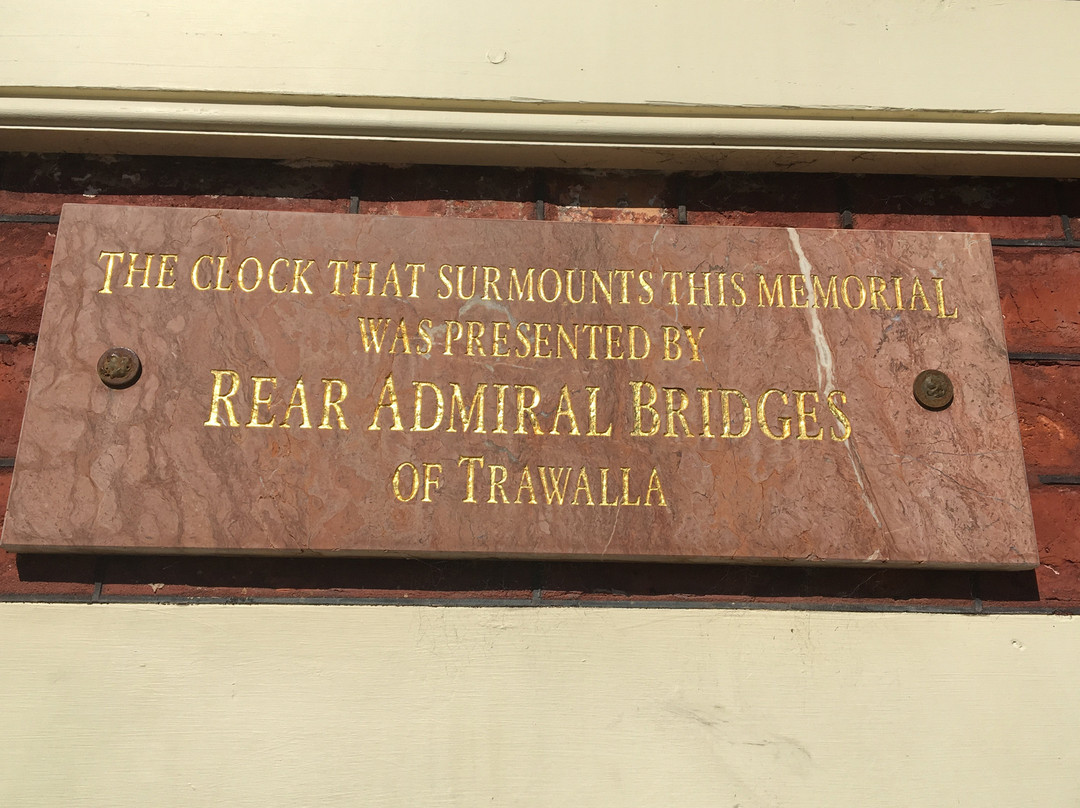 THE CLOCK THAT SURMOUNTS THIS MEMORIAL
WAS PRESENTED BY
REAR ADMIRAL BRIDGES
OF TRAWALLA